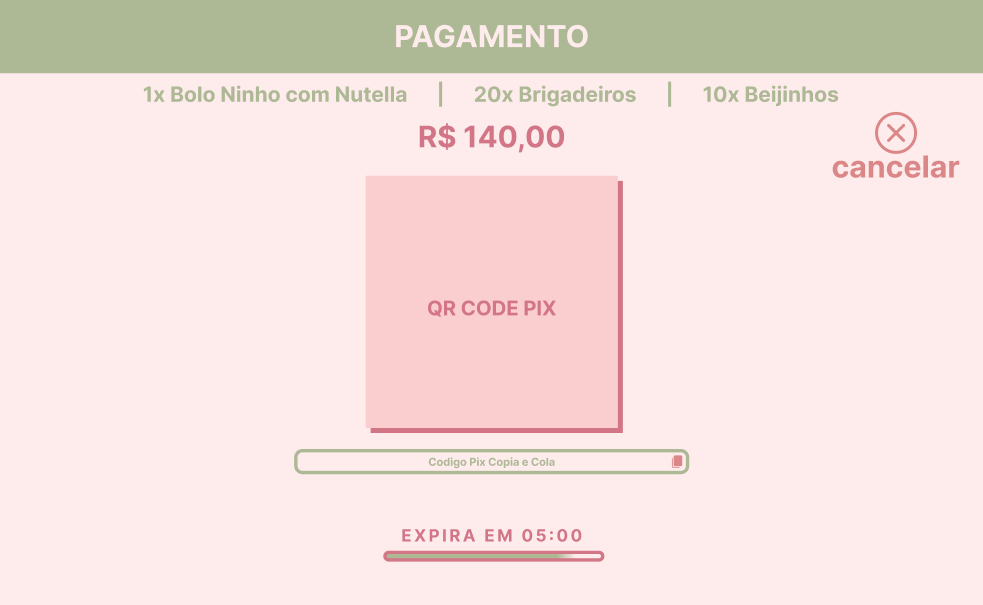 PAGAMENTO
1x Bolo Ninho com Nutella | 20x Brigadeiros | 10x Beijinhos
R$ 140,00
cancelar
QR CODE PIX
Codigo Pix Copia e Cola
EXPIRA EM 05:00